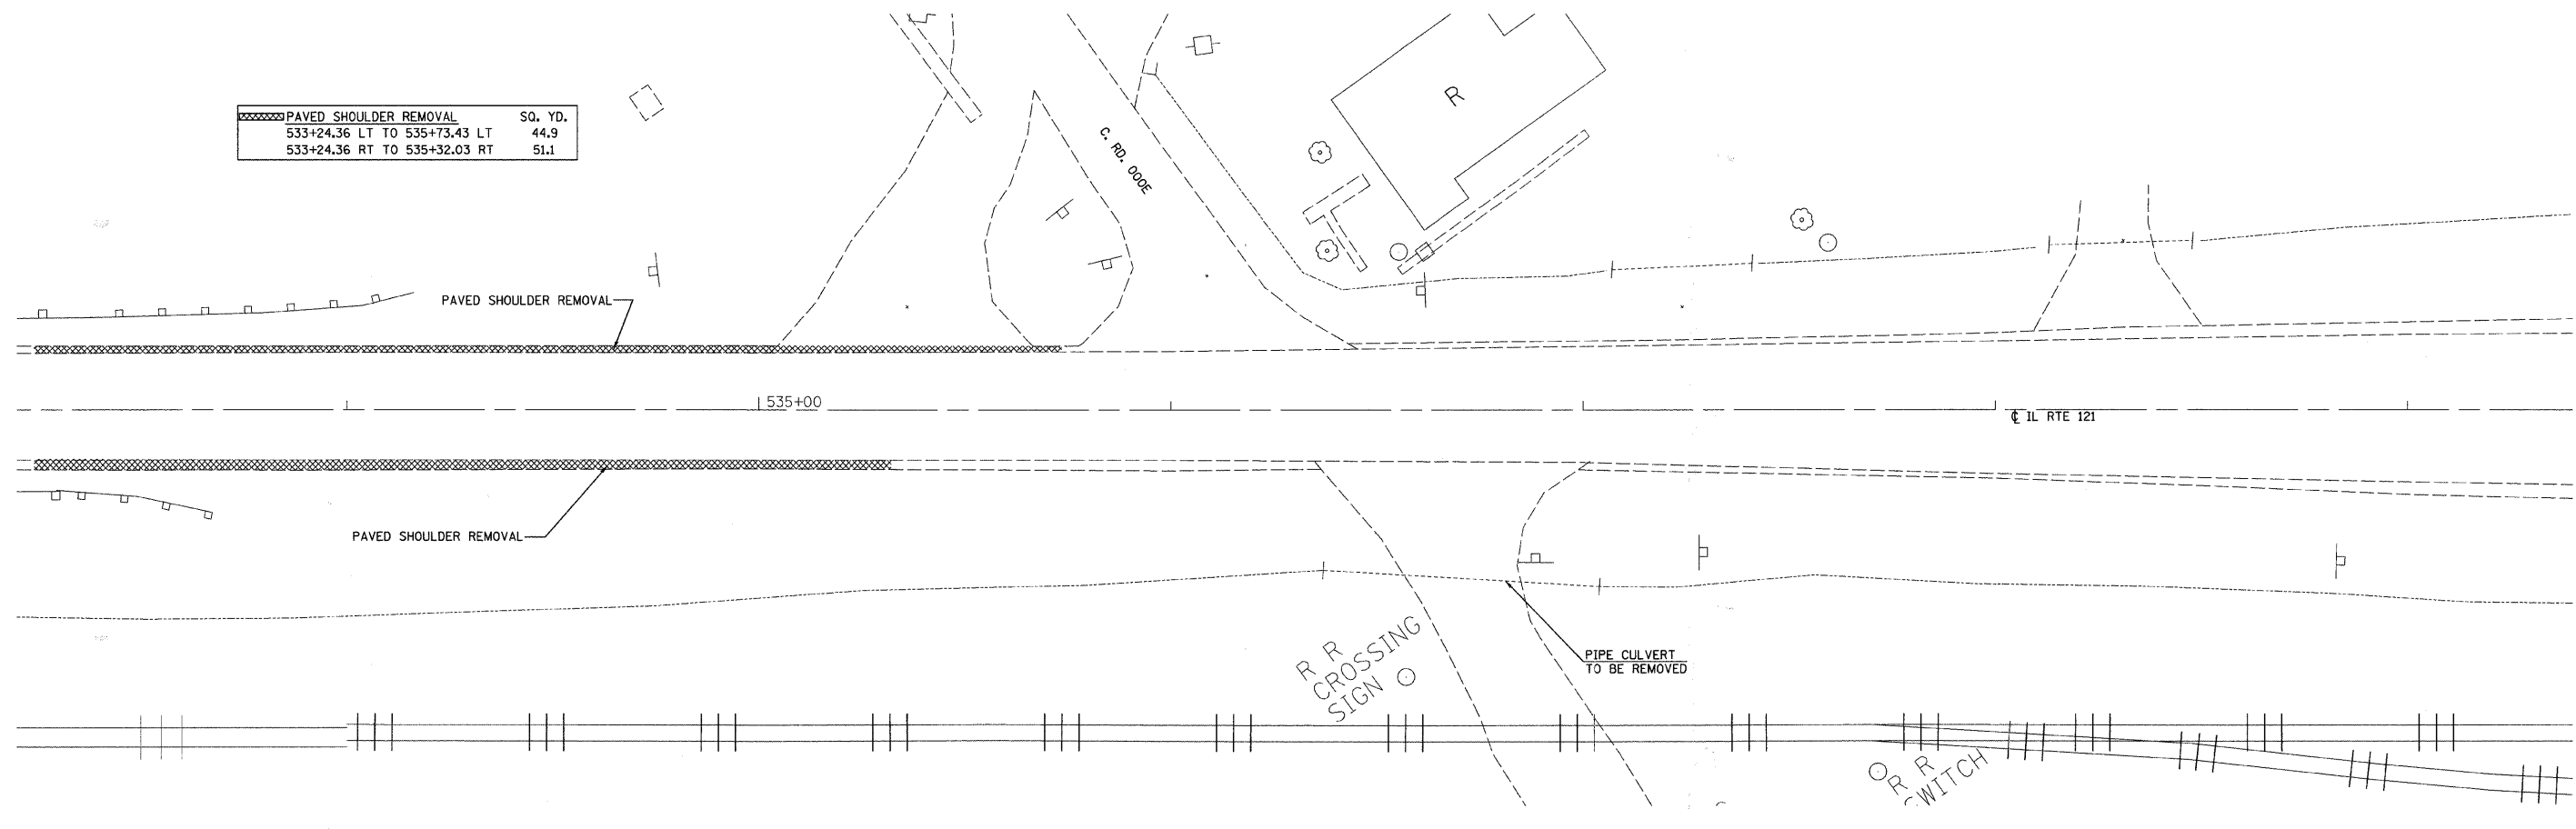 PAVED SHOULDER REMOVAL SQ. YD.
533+24.36 LT TO 535+73.43 LT 44.9
533+24.36 RT TO 535+32.03 RT 51.1
R
C. RD. 000E
PAVED SHOULDER REMOVAL
535+00
℄ IL RTE 121
PAVED SHOULDER REMOVAL
R R
CROSSING
SIGN
PIPE CULVERT
TO BE REMOVED
R R
SWITCH